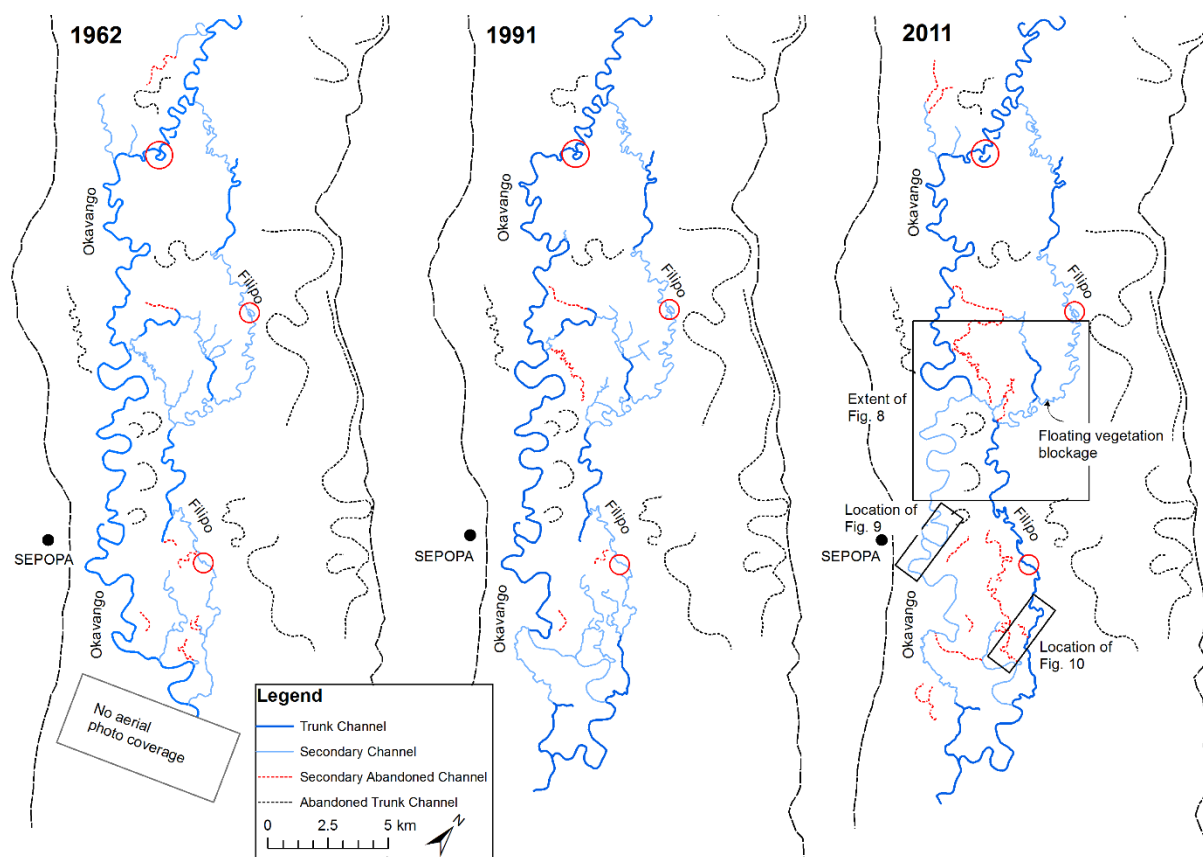 1962
Okavango
Filipo
Filipo
SEPOPA
Okavango
No aerial
photo coverage
1991
Okavango
Filipo
Filipo
SEPOPA
Okavango
2011
Okavango
Filipo
Extent of
Fig. 8
Floating vegetation
blockage
Location of
Fig. 9
Filipo
SEPOPA
Okavango
Location of
Fig. 10
Legend
Trunk Channel
Secondary Channel
Secondary Abandoned Channel
Abandoned Trunk Channel
0 2.5 5 km
N